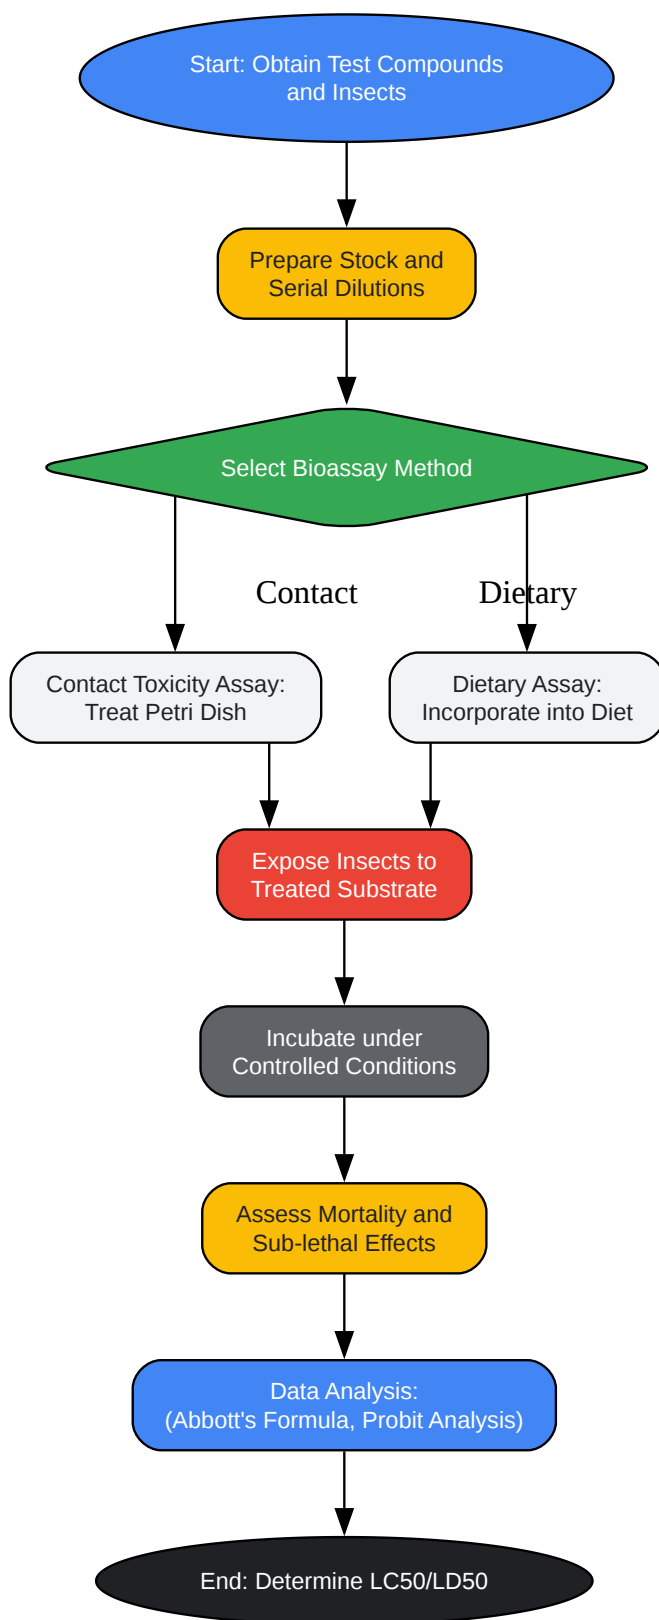 Start: Obtain Test Compounds
and Insects
Prepare Stock and
Serial Dilutions
Select Bioassay Method
Contact
Dietary
Contact Toxicity Assay:
Treat Petri Dish
Dietary Assay:
Incorporate into Diet
Expose Insects to
Treated Substrate
Incubate under
Controlled Conditions
Assess Mortality and
Sub-lethal Effects
Data Analysis:
(Abbott's Formula, Probit Analysis)
End: Determine LC50/LD50